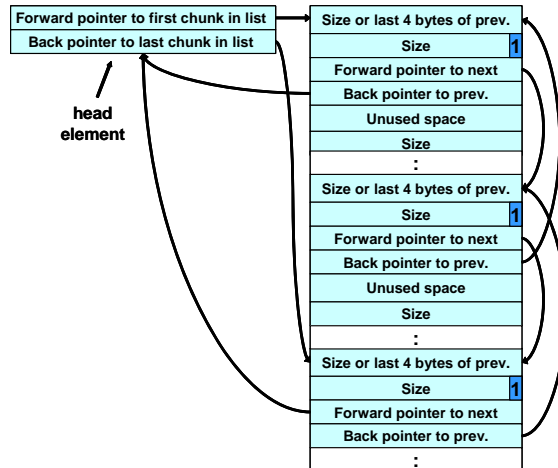 Forward pointer to first chunk in list
Back pointer to last chunk in list
head
element
Size or last 4 bytes of prev.
Size 1
Forward pointer to next
Back pointer to prev.
Unused space
Size
:
Size or last 4 bytes of prev.
Size 1
Forward pointer to next
Back pointer to prev.
Unused space
Size
:
Size or last 4 bytes of prev.
Size 1
Forward pointer to next
Back pointer to prev.
: